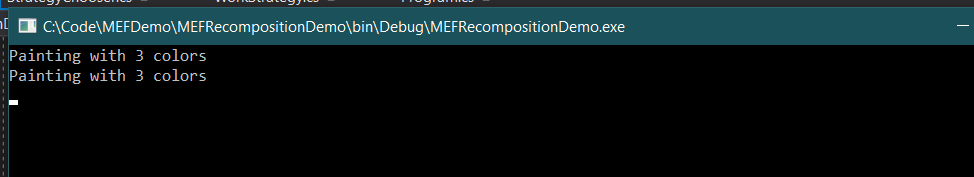 C:\Code\MEFDemo\MEFRecompositionDemo\bin\Debug\MEFRecompositionDemo.exe
Painting with 3 colors
Painting with 3 colors